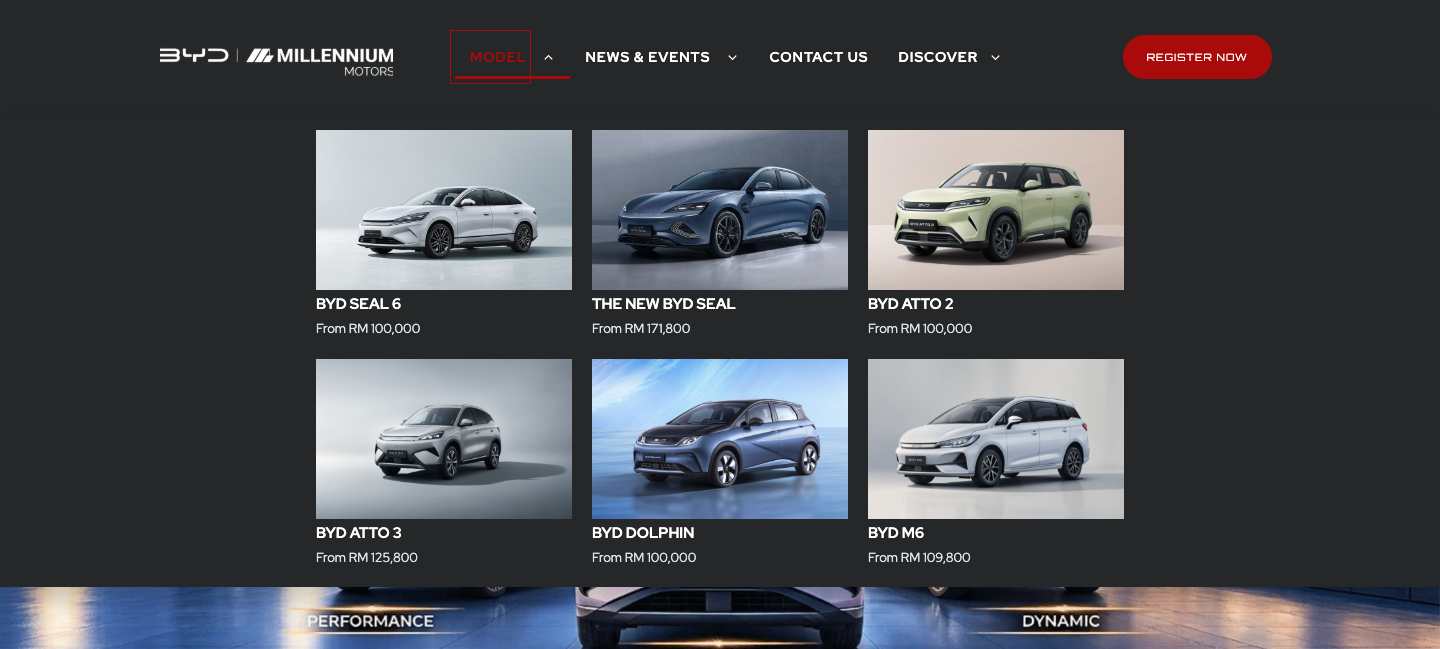 BYD | MILLENNIUM
MOTORS
MODEL
NEWS & EVENTS
CONTACT US
DISCOVER
REGISTER NOW
BYD SEAL 6
From RM 100,000
THE NEW BYD SEAL
From RM 171,800
BYD ATTO 2
From RM 100,000
BYD ATTO 3
From RM 125,800
BYD DOLPHIN
From RM 100,000
BYD M6
From RM 109,800
PERFORMANCE
DYNAMIC